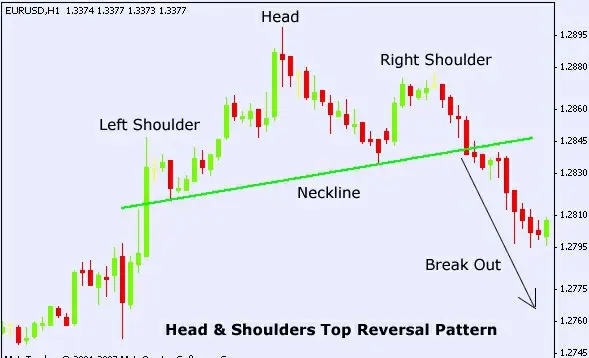 EURUSD,H1 1.3374 1.3377 1.3373 1.3377
Head
1.2895
Right Shoulder
1.2880
Left Shoulder
1.2860
1.2845
1.2830
Neckline
1.2810
Break Out
1.2795
1.2775
Head & Shoulders Top Reversal Pattern
1.2760
1.2745